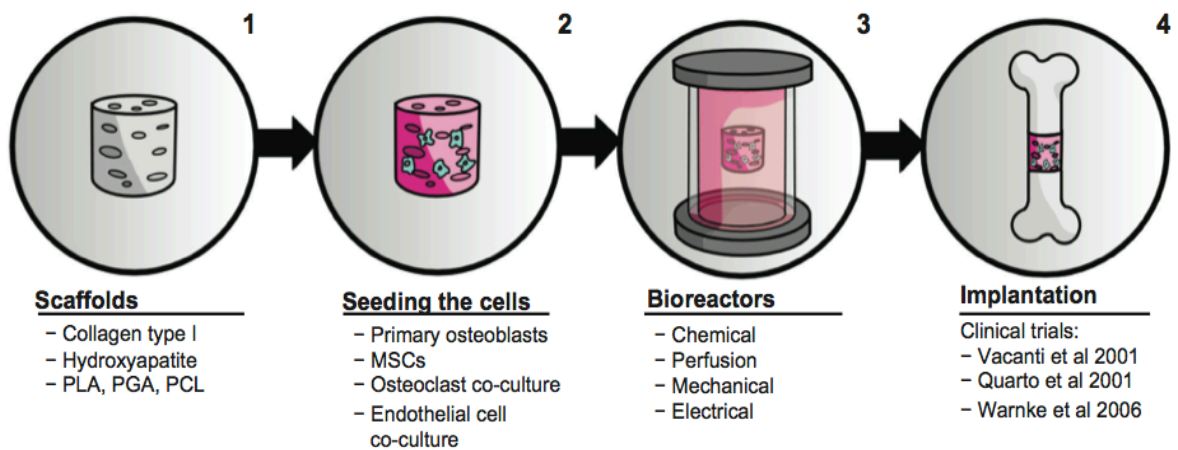 1
2
3
4
Scaffolds
– Collagen type I
– Hydroxyapatite
– PLA, PGA, PCL
Seeding the cells
– Primary osteoblasts
– MSCs
– Osteoclast co-culture
– Endothelial cell
co-culture
Bioreactors
– Chemical
– Perfusion
– Mechanical
– Electrical
Implantation
Clinical trials:
– Vacanti et al 2001
– Quarto et al 2001
– Warnke et al 2006